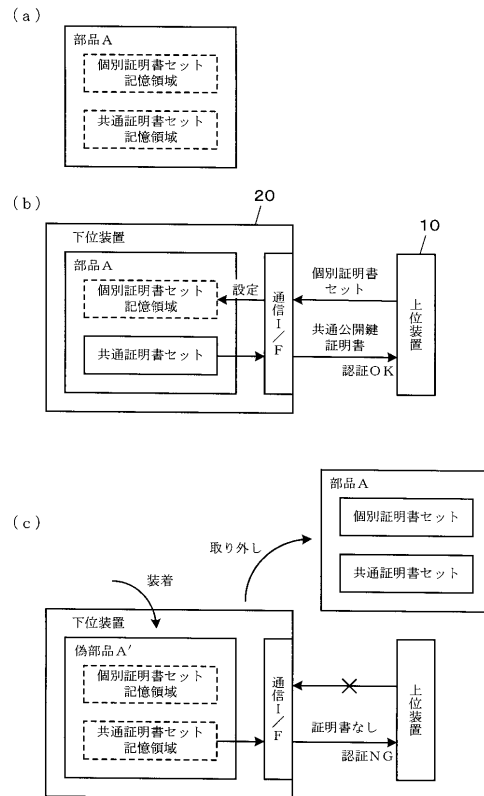 (a)
部品A
個別証明書セット
記憶領域
共通証明書セット
記憶領域
(b)
20
10
下位装置
部品A
個別証明書セット
記憶領域
設定
共通証明書セット
通信I/F
個別証明書
セット
共通公開鍵
証明書
認証OK
上位装置
(c)
部品A
個別証明書セット
共通証明書セット
取り外し
装着
下位装置
偽部品A′
個別証明書セット
記憶領域
共通証明書セット
記憶領域
通信I/F
証明書なし
認証NG
上位装置